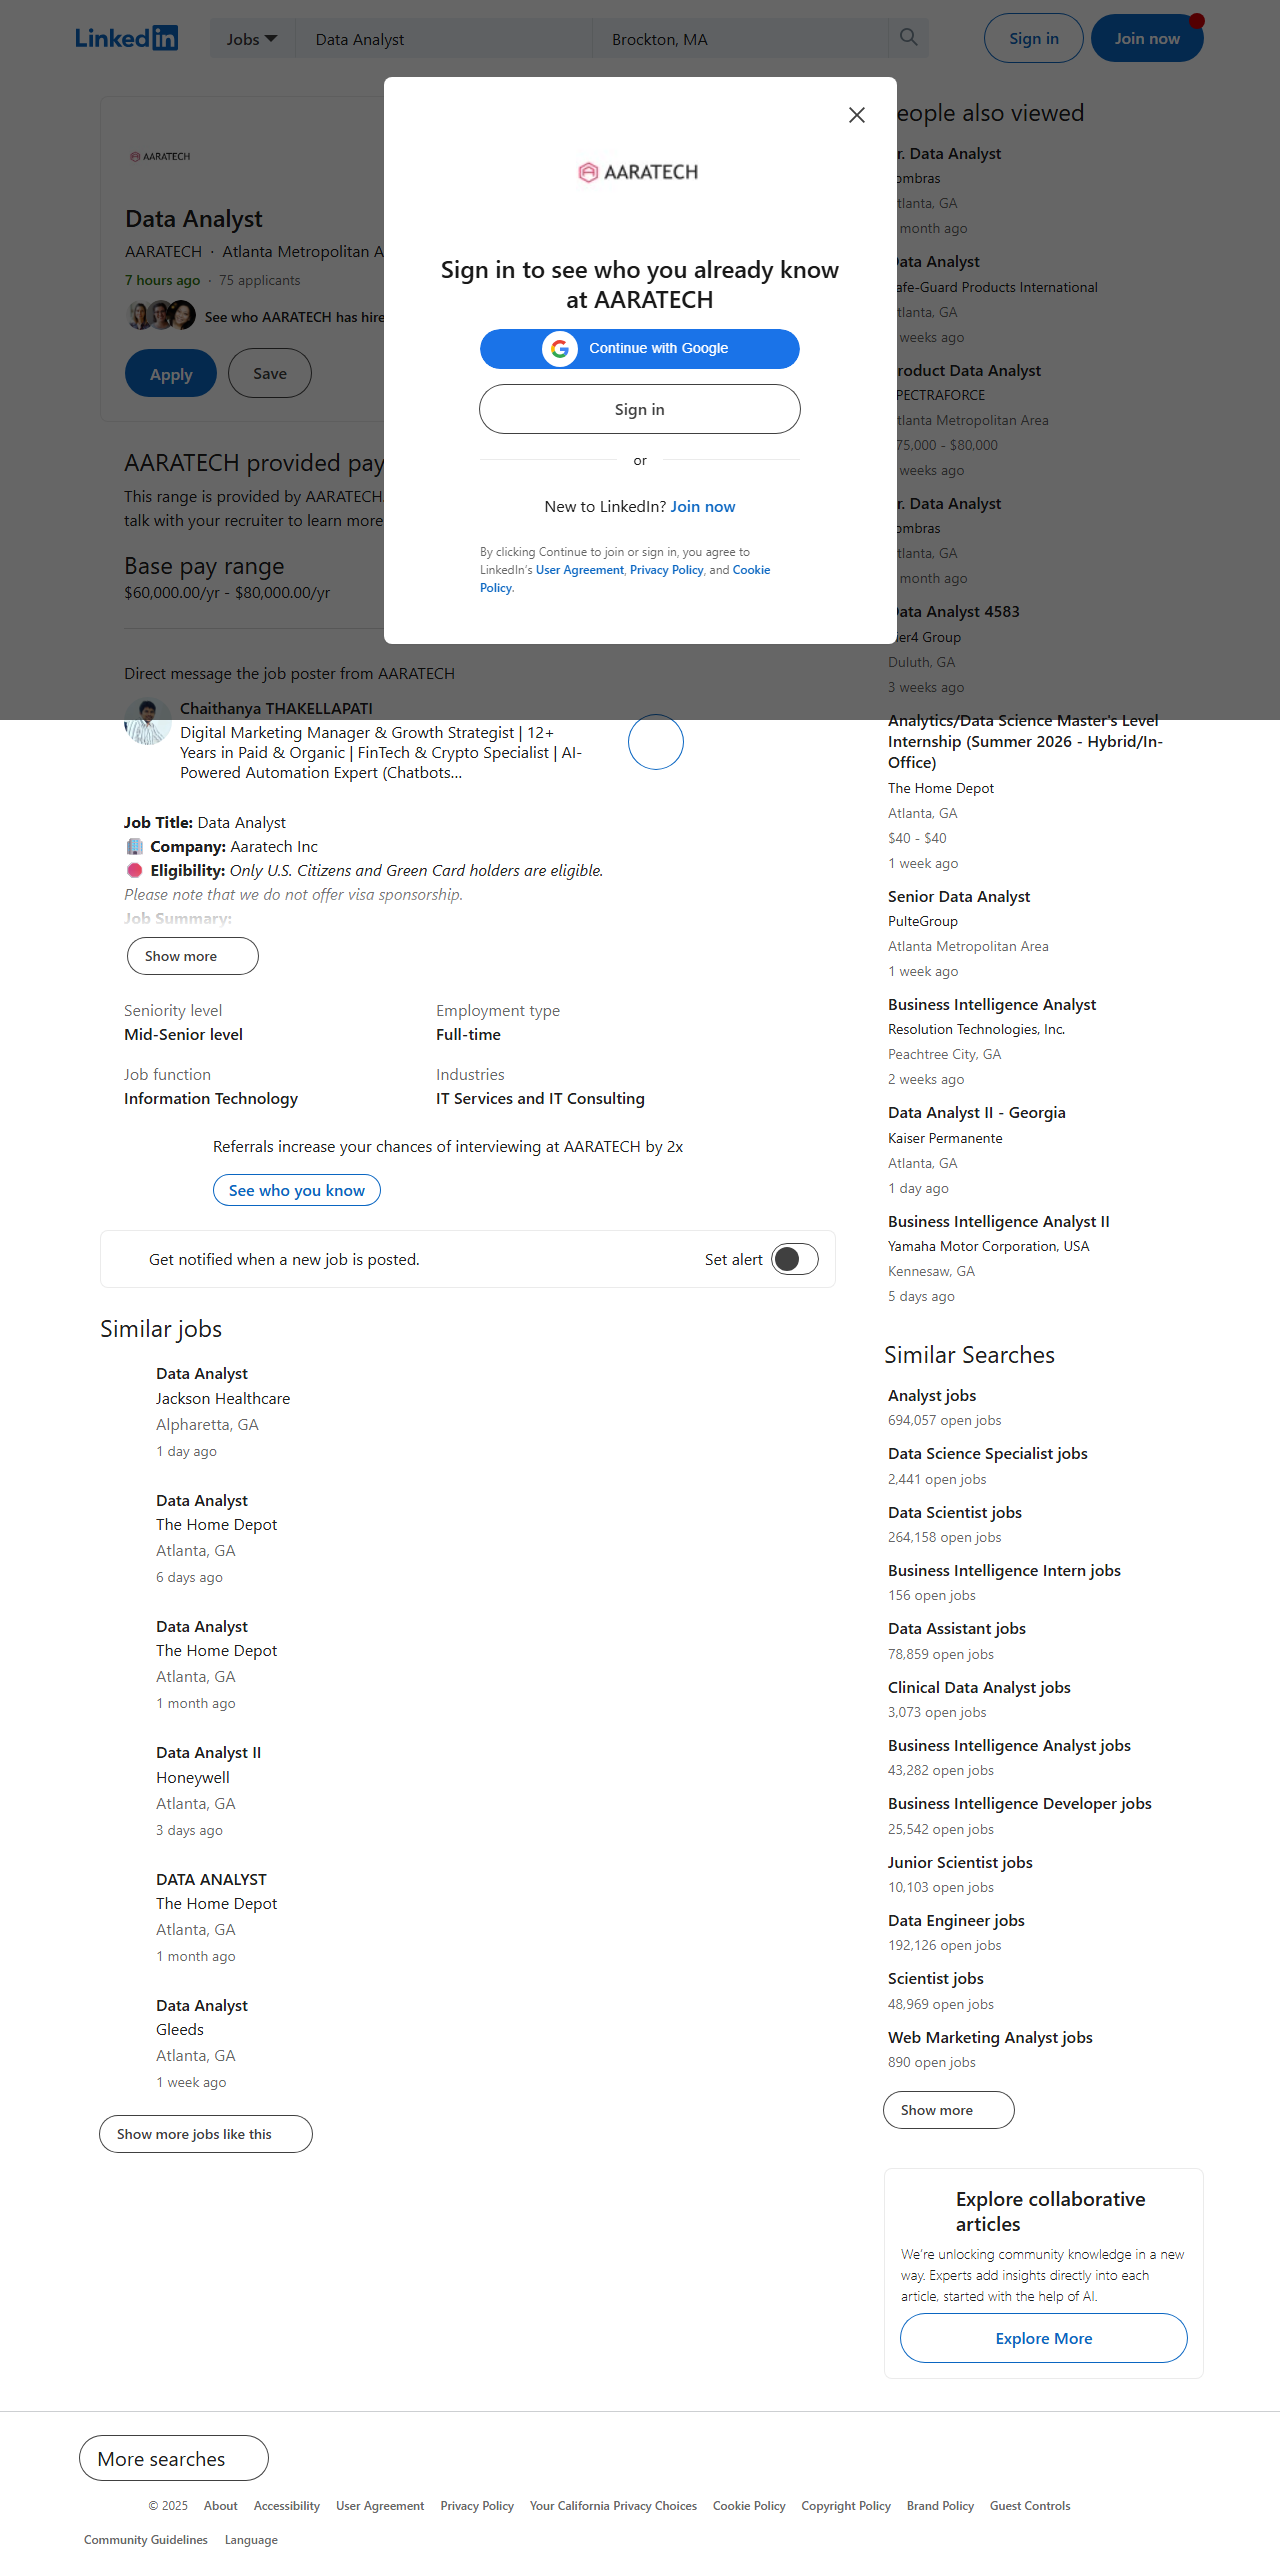 LinkedIn
Jobs
Data Analyst
Brockton, MA
Sign in
Join now
AARATECH
Data Analyst
AARATECH · Atlanta Metropolitan A
7 hours ago · 75 applicants
See who AARATECH has hire
Apply
Save
AARATECH provided pay
This range is provided by AARATECH.
talk with your recruiter to learn more
Base pay range
$60,000.00/yr - $80,000.00/yr
AARATECH
Sign in to see who you already know
at AARATECH
Continue with Google
Sign in
or
New to LinkedIn? Join now
By clicking Continue to join or sign in, you agree to
LinkedIn's User Agreement, Privacy Policy, and Cookie
Policy.
Direct message the job poster from AARATECH
Chaithanya THAKELLAPATI
Digital Marketing Manager & Growth Strategist | 12+
Years in Paid & Organic | FinTech & Crypto Specialist | AI-
Powered Automation Expert (Chatbots…
Job Title: Data Analyst
Company: Aaratech Inc
Eligibility: Only U.S. Citizens and Green Card holders are eligible.
Please note that we do not offer visa sponsorship.
Job Summary:
Show more
Seniority level
Mid-Senior level
Employment type
Full-time
Job function
Information Technology
Industries
IT Services and IT Consulting
Referrals increase your chances of interviewing at AARATECH by 2x
See who you know
Get notified when a new job is posted.
Set alert
Similar jobs
Data Analyst
Jackson Healthcare
Alpharetta, GA
1 day ago
Data Analyst
The Home Depot
Atlanta, GA
6 days ago
Data Analyst
The Home Depot
Atlanta, GA
1 month ago
Data Analyst II
Honeywell
Atlanta, GA
3 days ago
DATA ANALYST
The Home Depot
Atlanta, GA
1 month ago
Data Analyst
Gleeds
Atlanta, GA
1 week ago
Show more jobs like this
eople also viewed
r. Data Analyst
ombras
tlanta, GA
month ago
ata Analyst
afe-Guard Products International
tlanta, GA
weeks ago
roduct Data Analyst
PECTRAFORCE
tlanta Metropolitan Area
75,000 - $80,000
weeks ago
r. Data Analyst
ombras
tlanta, GA
month ago
ata Analyst 4583
ier4 Group
Duluth, GA
3 weeks ago
Analytics/Data Science Master's Level
Internship (Summer 2026 - Hybrid/In-
Office)
The Home Depot
Atlanta, GA
$40 - $40
1 week ago
Senior Data Analyst
PulteGroup
Atlanta Metropolitan Area
1 week ago
Business Intelligence Analyst
Resolution Technologies, Inc.
Peachtree City, GA
2 weeks ago
Data Analyst II - Georgia
Kaiser Permanente
Atlanta, GA
1 day ago
Business Intelligence Analyst II
Yamaha Motor Corporation, USA
Kennesaw, GA
5 days ago
Similar Searches
Analyst jobs
694,057 open jobs
Data Science Specialist jobs
2,441 open jobs
Data Scientist jobs
264,158 open jobs
Business Intelligence Intern jobs
156 open jobs
Data Assistant jobs
78,859 open jobs
Clinical Data Analyst jobs
3,073 open jobs
Business Intelligence Analyst jobs
43,282 open jobs
Business Intelligence Developer jobs
25,542 open jobs
Junior Scientist jobs
10,103 open jobs
Data Engineer jobs
192,126 open jobs
Scientist jobs
48,969 open jobs
Web Marketing Analyst jobs
890 open jobs
Show more
Explore collaborative
articles
We're unlocking community knowledge in a new
way. Experts add insights directly into each
article, started with the help of AI.
Explore More
More searches
© 2025 About Accessibility User Agreement Privacy Policy Your California Privacy Choices Cookie Policy Copyright Policy Brand Policy Guest Controls
Community Guidelines Language